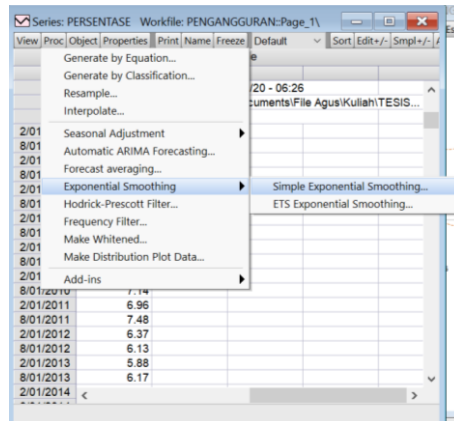 Series: PERSENTASE Workfile: PENGANGGURAN::Page_1\
View Proc Object Properties Print Name Freeze Default Sort Edit+/- Smpl+/-
Generate by Equation...
Generate by Classification...
Resample...
/20 - 06:26
Interpolate...
cuments\File Agus\Kuliah\TESIS...
Seasonal Adjustment
Automatic ARIMA Forecasting...
Forecast averaging...
Exponential Smoothing
Simple Exponential Smoothing...
Hodrick-Prescott Filter...
ETS Exponential Smoothing...
Frequency Filter...
Make Whitened...
Make Distribution Plot Data...
Add-ins
2/01
8/01
2/01
8/01
2/01
8/01
2/01
8/01
2/01
8/01
2/01
8/01/2010 7.14
2/01/2011 6.96
8/01/2011 7.48
2/01/2012 6.37
8/01/2012 6.13
2/01/2013 5.88
8/01/2013 6.17
2/01/2014